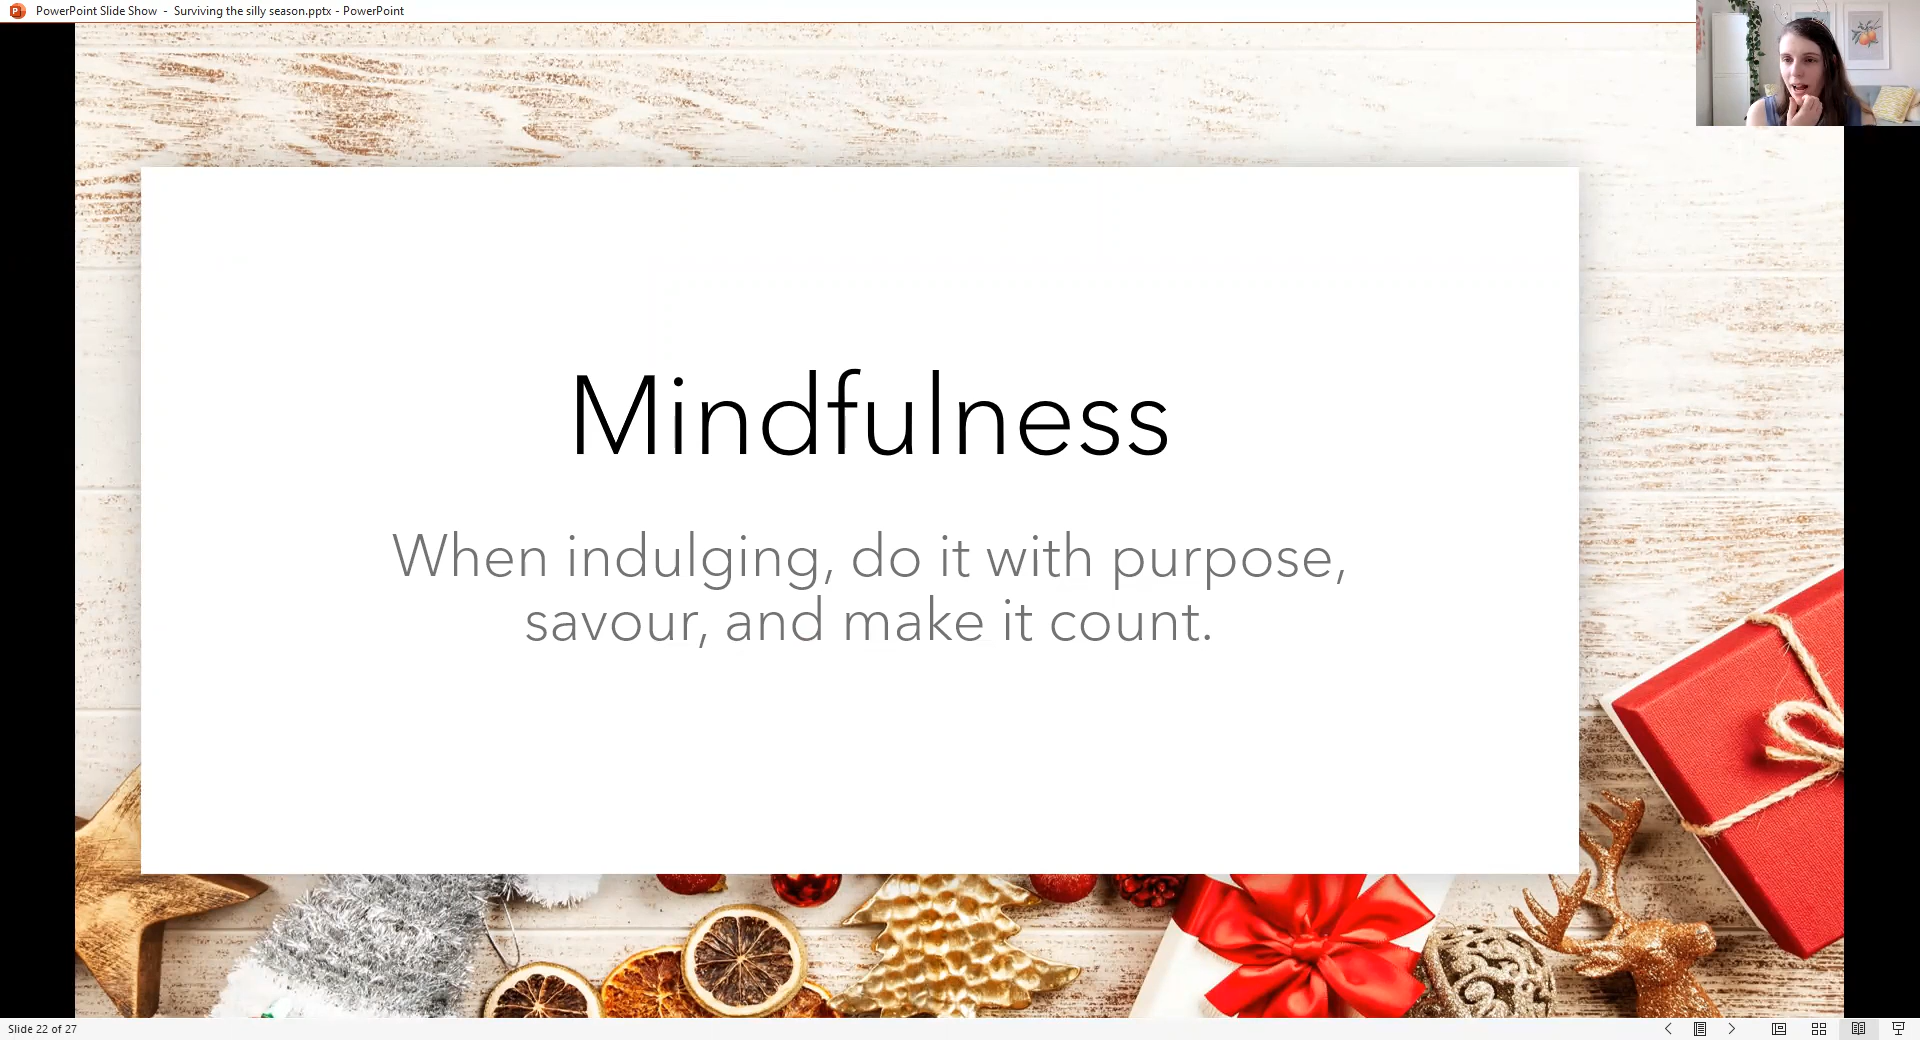 PowerPoint Slide Show - Surviving the silly season.pptx - PowerPoint
Mindfulness
When indulging, do it with purpose,
savour, and make it count.
Slide 22 of 27